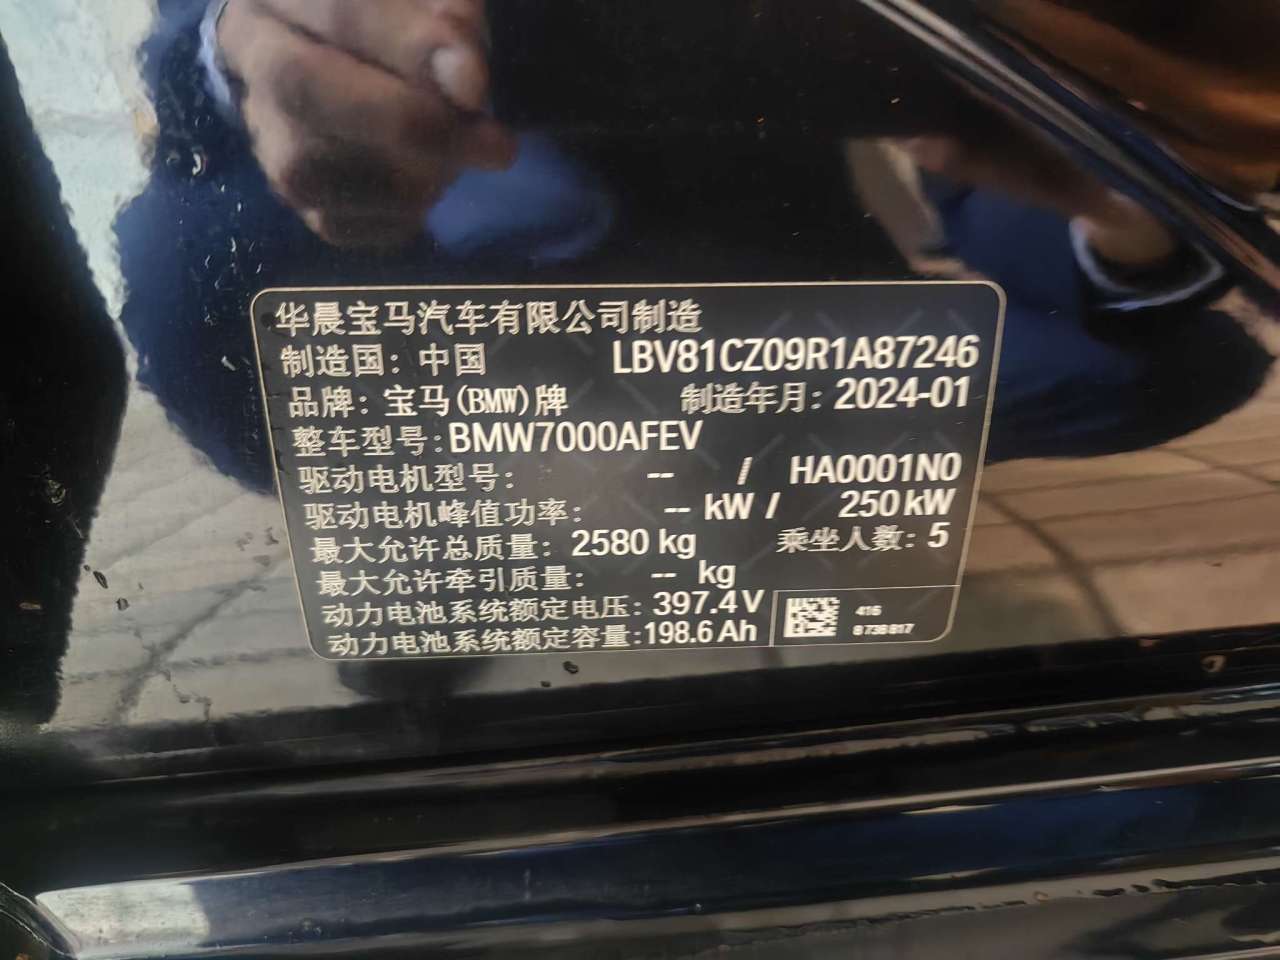 华晨宝马汽车有限公司制造
制造国：中国 LBV81CZ09R1A87246
品牌：宝马(BMW)牌 制造年月：2024-01
整车型号：BMW7000AFEV
驱动电机型号： -- / HA0001N0
驱动电机峰值功率： -- kW / 250 kW
最大允许总质量：2580 kg 乘坐人数：5
最大允许牵引质量： -- kg
动力电池系统额定电压：397.4 V
动力电池系统额定容量：198.6 Ah
416
8 738 817